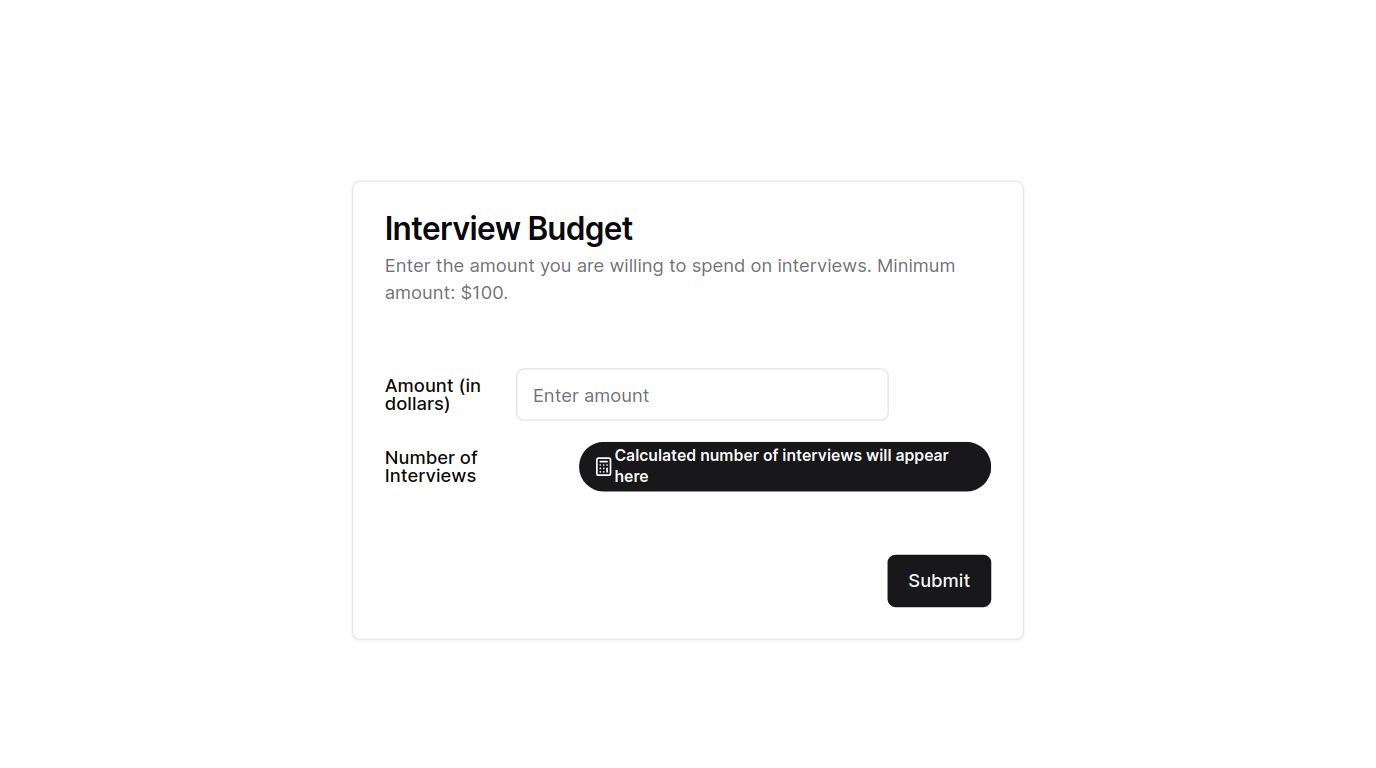 Interview Budget
Enter the amount you are willing to spend on interviews. Minimum
amount: $100.
Amount (in
dollars)
Enter amount
Number of
Interviews
Calculated number of interviews will appear
here
Submit